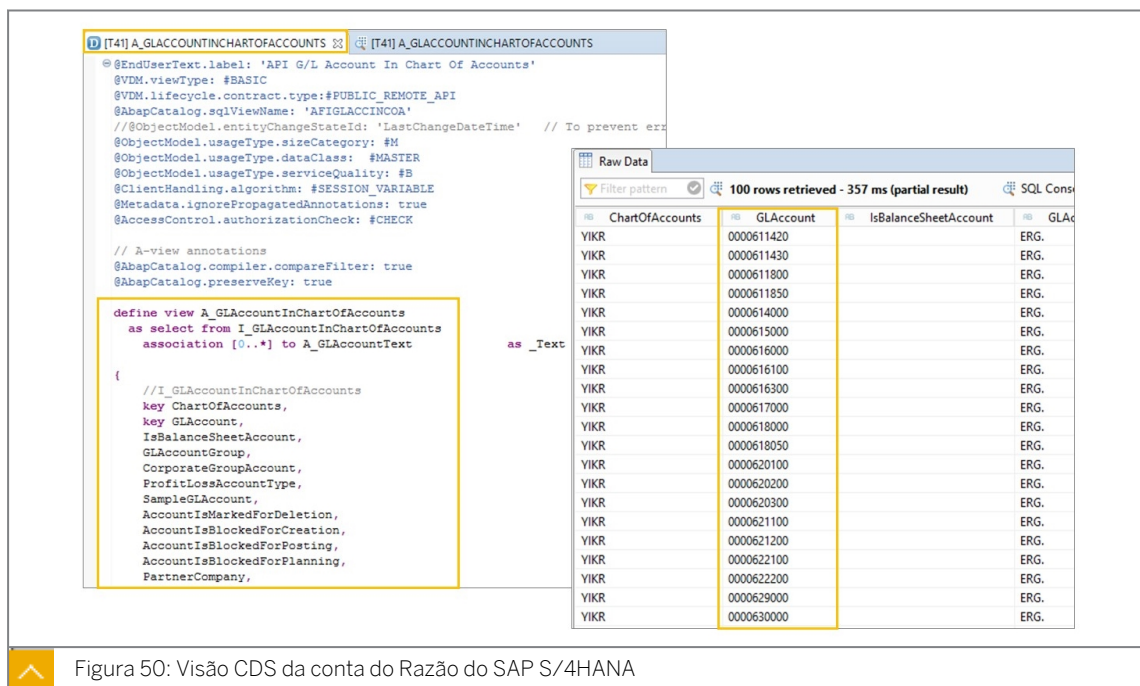 [T41] A_GLACCOUNTINCHARTOFACCOUNTS [T41] A_GLACCOUNTINCHARTOFACCOUNTS
@EndUserText.label: 'API G/L Account In Chart Of Accounts'
@VDM.viewType: #BASIC
@VDM.lifecycle.contract.type:#PUBLIC_REMOTE_API
@AbapCatalog.sqlViewName: 'AFIGLACCINCOA'
//@ObjectModel.entityChangeStateId: 'LastChangeDateTime' // To prevent err
@ObjectModel.usageType.sizeCategory: #M
@ObjectModel.usageType.dataClass: #MASTER
@ObjectModel.usageType.serviceQuality: #B
@ClientHandling.algorithm: #SESSION_VARIABLE
@Metadata.ignorePropagatedAnnotations: true
@AccessControl.authorizationCheck: #CHECK
// A-view annotations
@AbapCatalog.compiler.compareFilter: true
@AbapCatalog.preserveKey: true
define view A_GLAccountInChartOfAccounts
as select from I_GLAccountInChartOfAccounts
association [0..*] to A_GLAccountText as _Text
{
//I_GLAccountInChartOfAccounts
key ChartOfAccounts,
key GLAccount,
IsBalanceSheetAccount,
GLAccountGroup,
CorporateGroupAccount,
ProfitLossAccountType,
SampleGLAccount,
AccountIsMarkedForDeletion,
AccountIsBlockedForCreation,
AccountIsBlockedForPosting,
AccountIsBlockedForPlanning,
PartnerCompany,
Raw Data
Filter pattern 100 rows retrieved - 357 ms (partial result) SQL Cons
ChartOfAccounts GLAccount IsBalanceSheetAccount GLAc
YIKR 0000611420 ERG.
YIKR 0000611430 ERG.
YIKR 0000611800 ERG.
YIKR 0000611850 ERG.
YIKR 0000614000 ERG.
YIKR 0000615000 ERG.
YIKR 0000616000 ERG.
YIKR 0000616100 ERG.
YIKR 0000616300 ERG.
YIKR 0000617000 ERG.
YIKR 0000618000 ERG.
YIKR 0000618050 ERG.
YIKR 0000620100 ERG.
YIKR 0000620200 ERG.
YIKR 0000620300 ERG.
YIKR 0000621100 ERG.
YIKR 0000621200 ERG.
YIKR 0000622100 ERG.
YIKR 0000622200 ERG.
YIKR 0000629000 ERG.
YIKR 0000630000 ERG.
Figura 50: Visão CDS da conta do Razão do SAP S/4HANA